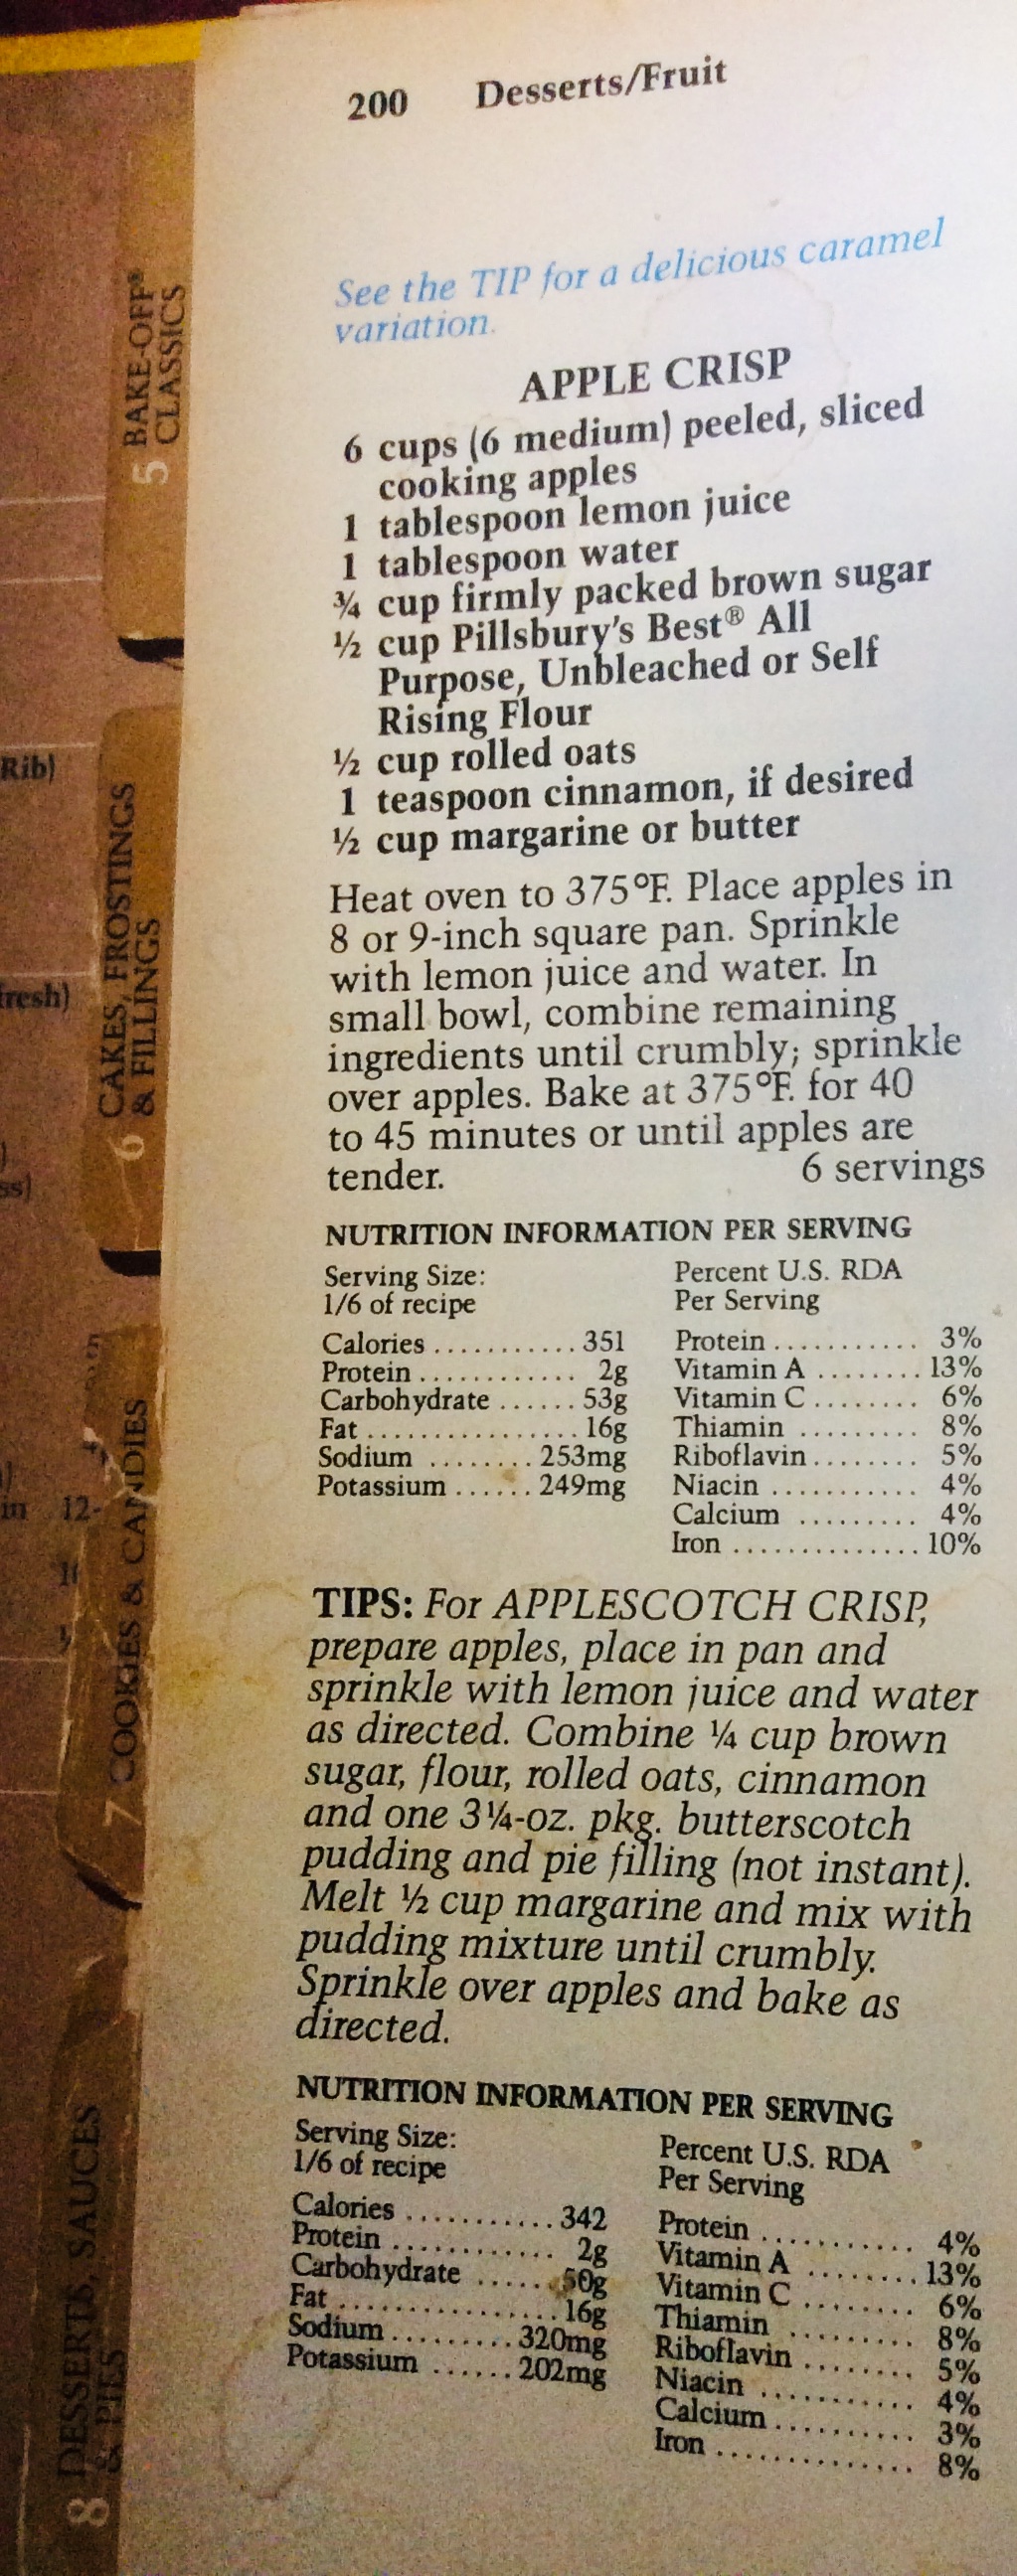 200 Desserts/Fruit
See the TIP for a delicious caramel
variation.
APPLE CRISP
6 cups (6 medium) peeled, sliced
cooking apples
1 tablespoon lemon juice
1 tablespoon water
¾ cup firmly packed brown sugar
½ cup Pillsbury's Best® All
Purpose, Unbleached or Self
Rising Flour
½ cup rolled oats
1 teaspoon cinnamon, if desired
½ cup margarine or butter
Heat oven to 375°F. Place apples in
8 or 9-inch square pan. Sprinkle
with lemon juice and water. In
small bowl, combine remaining
ingredients until crumbly; sprinkle
over apples. Bake at 375°F. for 40
to 45 minutes or until apples are
tender. 6 servings
NUTRITION INFORMATION PER SERVING
Serving Size:
1/6 of recipe
Calories ........... 351
Protein ............ 2g
Carbohydrate ...... 53g
Fat ................ 16g
Sodium ........ 253mg
Potassium ...... 249mg
Percent U.S. RDA
Per Serving
Protein ........... 3%
Vitamin A ........ 13%
Vitamin C ........ 6%
Thiamin ......... 8%
Riboflavin ........ 5%
Niacin ........... 4%
Calcium ......... 4%
Iron .............. 10%
TIPS: For APPLESCOTCH CRISP,
prepare apples, place in pan and
sprinkle with lemon juice and water
as directed. Combine ¼ cup brown
sugar, flour, rolled oats, cinnamon
and one 3¼-oz. pkg. butterscotch
pudding and pie filling (not instant).
Melt ½ cup margarine and mix with
pudding mixture until crumbly.
Sprinkle over apples and bake as
directed.
NUTRITION INFORMATION PER SERVING
Serving Size:
1/6 of recipe
Calories ........... 342
Protein ............ 2g
Carbohydrate ...... 50g
Fat ................ 16g
Sodium .......... 320mg
Potassium ...... 202mg
Percent U.S. RDA
Per Serving
Protein ........... 4%
Vitamin A ........ 13%
Vitamin C ........ 6%
Thiamin ......... 8%
Riboflavin ........ 5%
Niacin ........... 4%
Calcium .......... 3%
Iron .............. 8%
5 BAKE-OFF®
CLASSICS
6 CAKES, FROSTINGS
& FILLINGS
7 COOKIES & CANDIES
8 DESSERTS, SAUCES
& PIES
Rib)
fresh)
ss)
in 12-